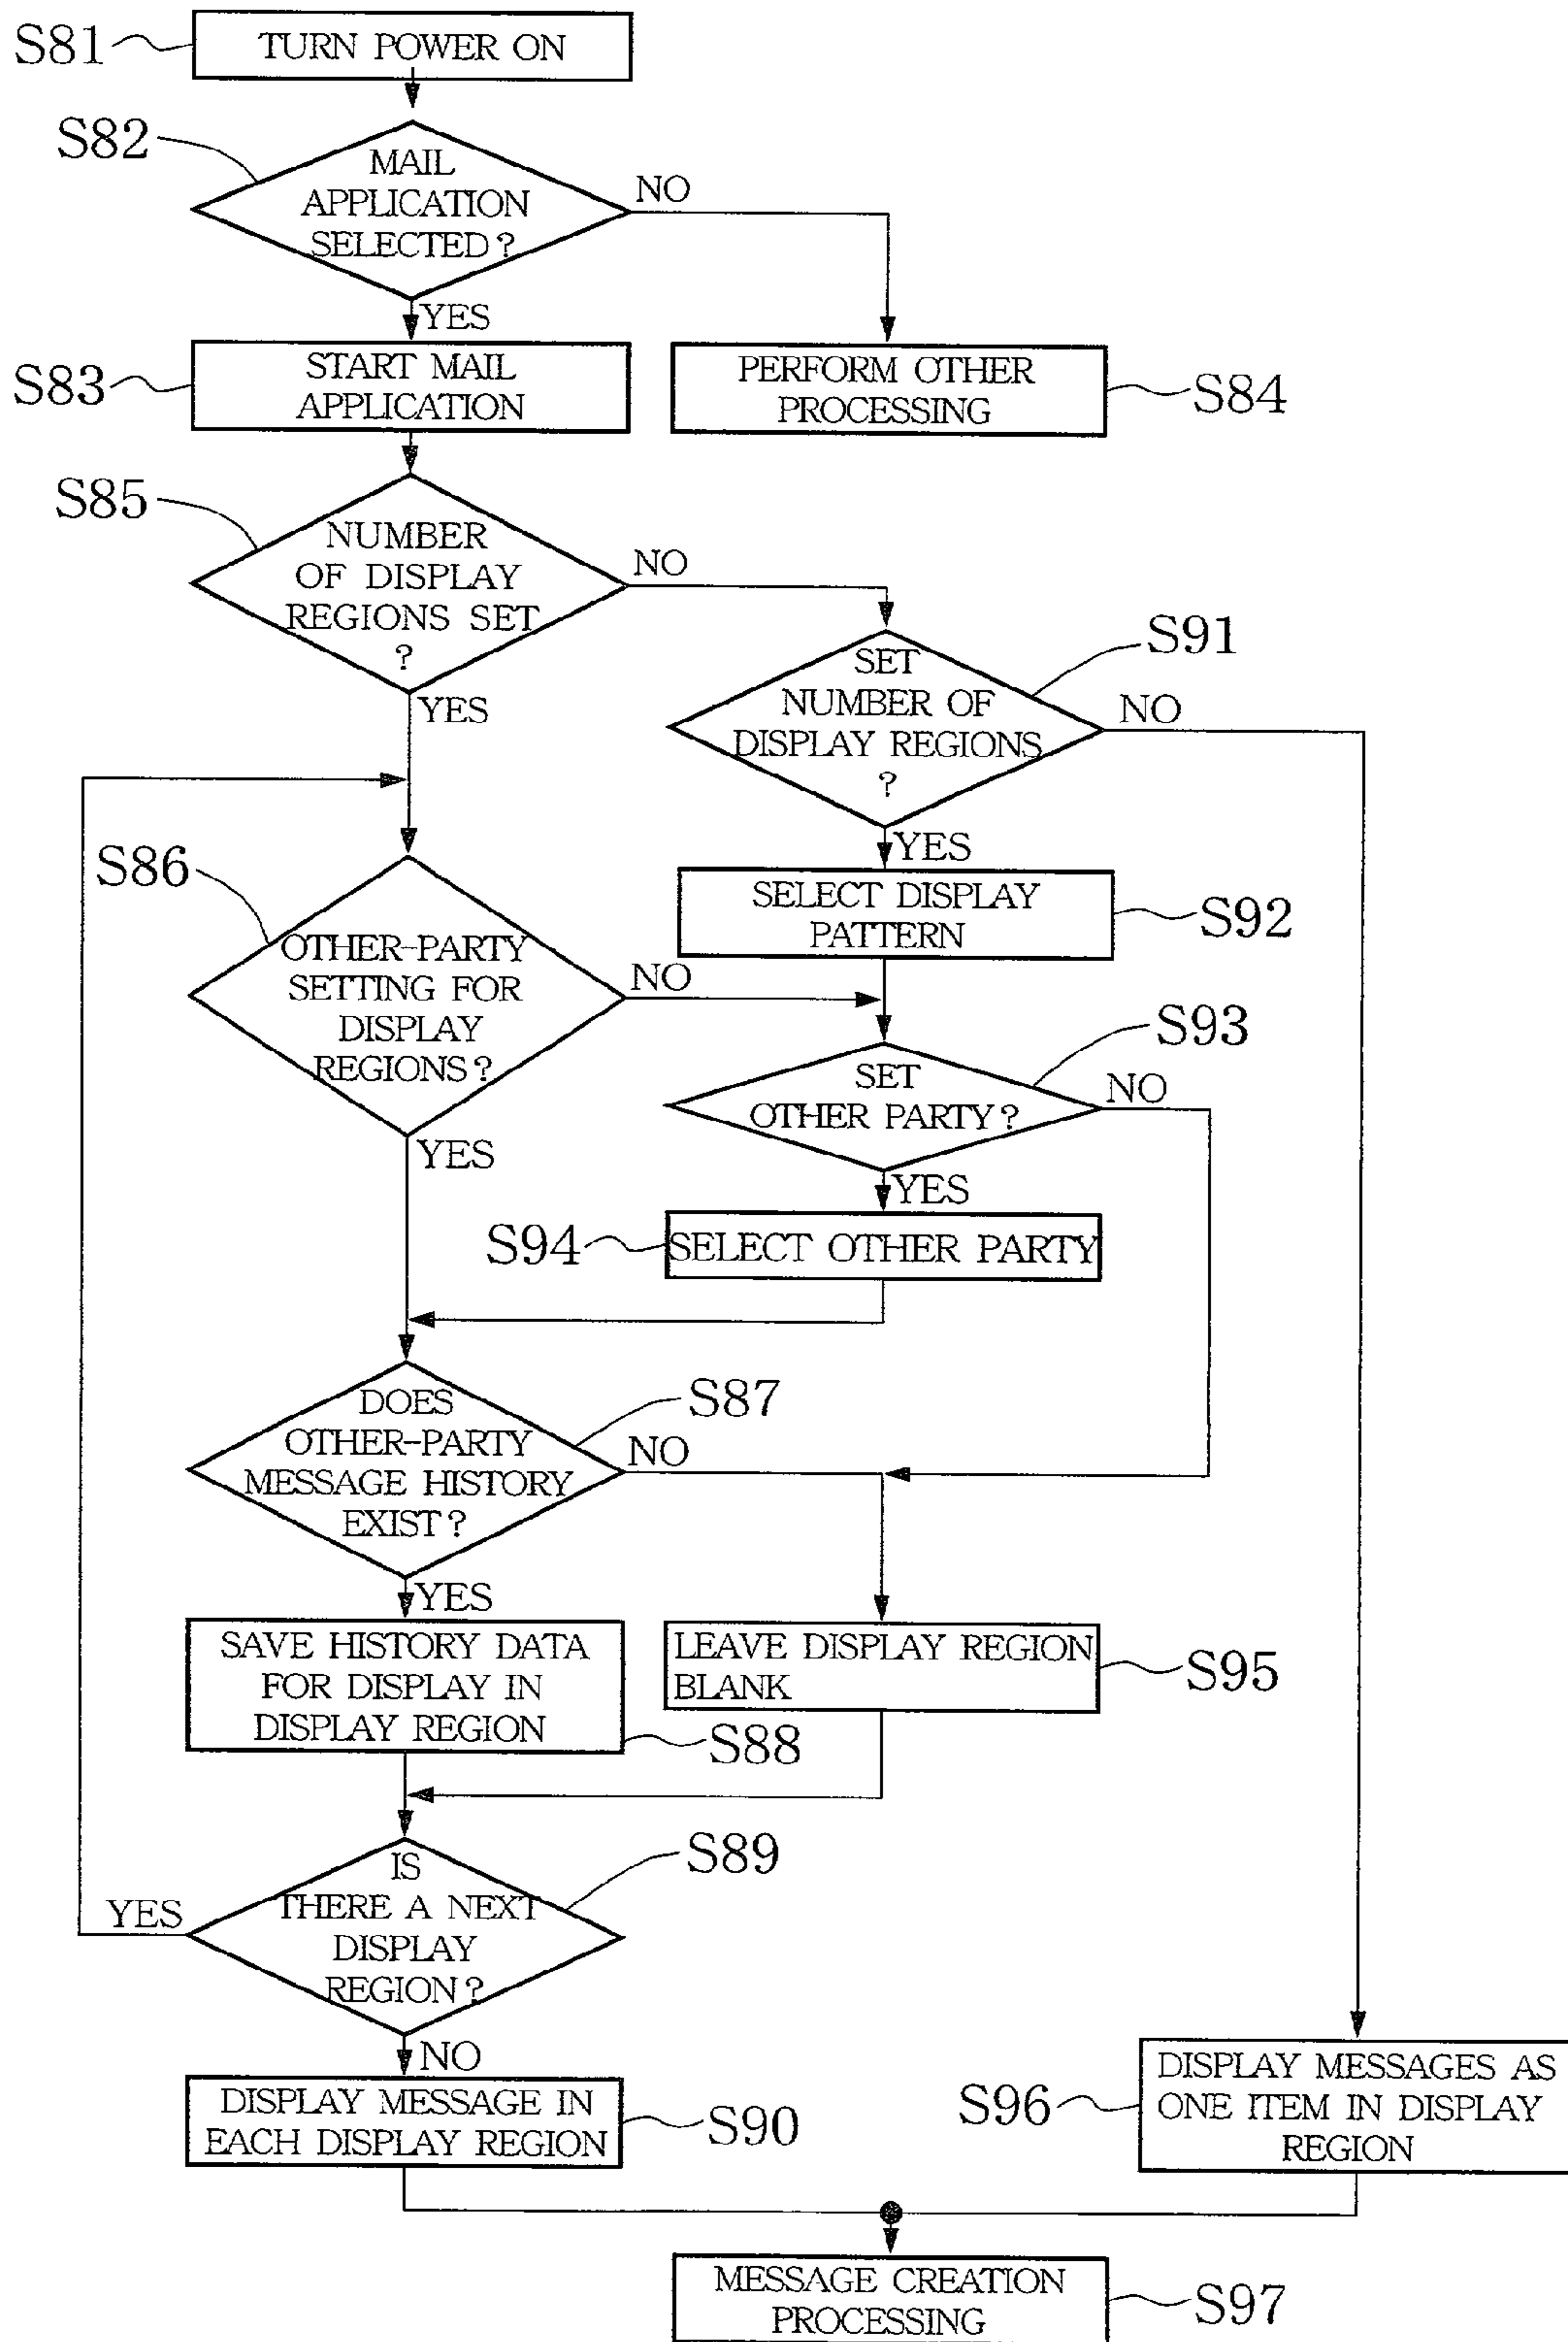 S81
TURN POWER ON
S82
MAIL
APPLICATION
SELECTED?
NO
YES
S83
START MAIL
APPLICATION
PERFORM OTHER
PROCESSING
S84
S85
NUMBER
OF DISPLAY
REGIONS SET
?
NO
YES
S91
SET
NUMBER OF
DISPLAY REGIONS
?
NO
YES
SELECT DISPLAY
PATTERN
S92
S86
OTHER-PARTY
SETTING FOR
DISPLAY
REGIONS?
NO
YES
S93
SET
OTHER PARTY?
NO
YES
S94
SELECT OTHER PARTY
S87
DOES
OTHER-PARTY
MESSAGE HISTORY
EXIST?
NO
YES
SAVE HISTORY DATA
FOR DISPLAY IN
DISPLAY REGION
S88
LEAVE DISPLAY REGION
BLANK
S95
S89
IS
THERE A NEXT
DISPLAY
REGION?
YES
NO
DISPLAY MESSAGE IN
EACH DISPLAY REGION
S90
S96
DISPLAY MESSAGES AS
ONE ITEM IN DISPLAY
REGION
MESSAGE CREATION
PROCESSING
S97